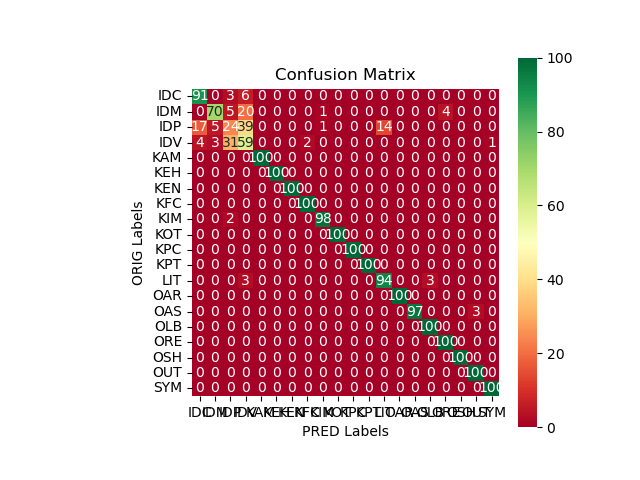 Confusion Matrix
IDC 91 0 3 6 0 0 0 0 0 0 0 0 0 0 0 0 0 0 0 0
IDM 0 70 5 20 0 0 0 0 1 0 0 0 0 0 0 0 4 0 0 0
IDP 17 5 24 39 0 0 0 0 1 0 0 0 14 0 0 0 0 0 0 0
IDV 4 3 31 59 0 0 0 2 0 0 0 0 0 0 0 0 0 0 0 1
KAM 0 0 0 0 100 0 0 0 0 0 0 0 0 0 0 0 0 0 0 0
KEH 0 0 0 0 0 100 0 0 0 0 0 0 0 0 0 0 0 0 0 0
KEN 0 0 0 0 0 0 100 0 0 0 0 0 0 0 0 0 0 0 0 0
KFC 0 0 0 0 0 0 0 100 0 0 0 0 0 0 0 0 0 0 0 0
KIM 0 0 2 0 0 0 0 0 98 0 0 0 0 0 0 0 0 0 0 0
KOT 0 0 0 0 0 0 0 0 0 100 0 0 0 0 0 0 0 0 0 0
KPC 0 0 0 0 0 0 0 0 0 0 100 0 0 0 0 0 0 0 0 0
KPT 0 0 0 0 0 0 0 0 0 0 0 100 0 0 0 0 0 0 0 0
LIT 0 0 0 3 0 0 0 0 0 0 0 0 94 0 0 3 0 0 0 0
OAR 0 0 0 0 0 0 0 0 0 0 0 0 0 100 0 0 0 0 0 0
OAS 0 0 0 0 0 0 0 0 0 0 0 0 0 0 97 0 0 0 3 0
OLB 0 0 0 0 0 0 0 0 0 0 0 0 0 0 0 100 0 0 0 0
ORE 0 0 0 0 0 0 0 0 0 0 0 0 0 0 0 0 100 0 0 0
OSH 0 0 0 0 0 0 0 0 0 0 0 0 0 0 0 0 0 100 0 0
OUT 0 0 0 0 0 0 0 0 0 0 0 0 0 0 0 0 0 0 100 0
SYM 0 0 0 0 0 0 0 0 0 0 0 0 0 0 0 0 0 0 0 100
IDC IDM IDP IDV KAM KEH KEN KFC KIM KOT KPC KPT LIT OAR OAS OLB ORE OSH OUT SYM
ORIG Labels
PRED Labels
100
80
60
40
20
0